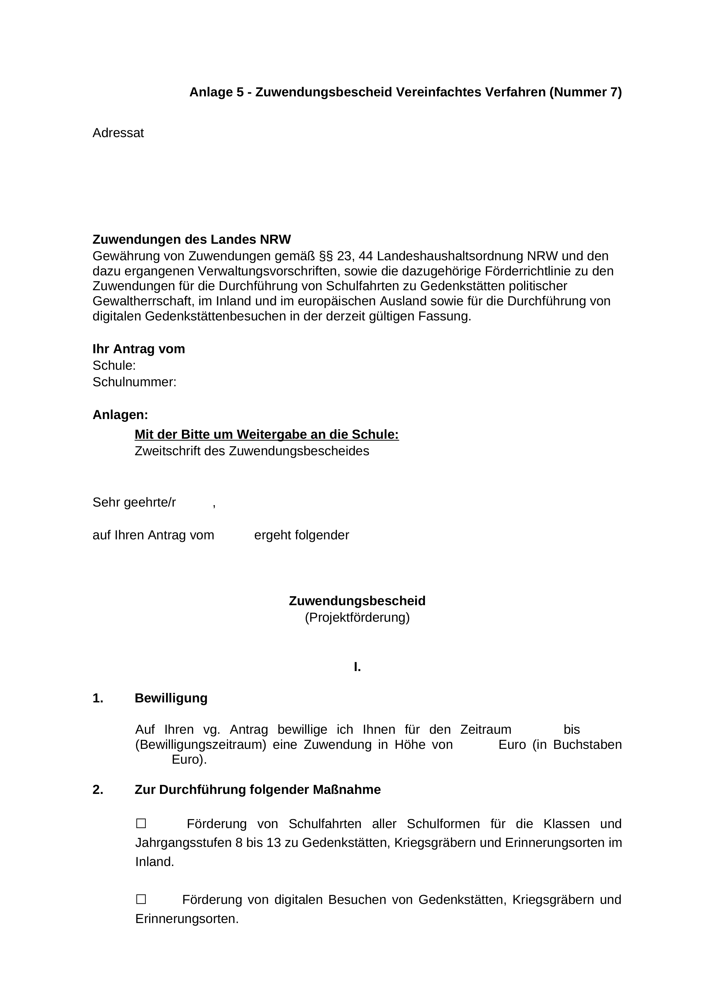 Anlage 5 - Zuwendungsbescheid Vereinfachtes Verfahren (Nummer 7)
Adressat
Zuwendungen des Landes NRW
Gewährung von Zuwendungen gemäß §§ 23, 44 Landeshaushaltsordnung NRW und den
dazu ergangenen Verwaltungsvorschriften, sowie die dazugehörige Förderrichtlinie zu den
Zuwendungen für die Durchführung von Schulfahrten zu Gedenkstätten politischer
Gewaltherrschaft, im Inland und im europäischen Ausland sowie für die Durchführung von
digitalen Gedenkstättenbesuchen in der derzeit gültigen Fassung.
Ihr Antrag vom
Schule:
Schulnummer:
Anlagen:
Mit der Bitte um Weitergabe an die Schule:
Zweitschrift des Zuwendungsbescheides
Sehr geehrte/r ,
auf Ihren Antrag vom ergeht folgender
Zuwendungsbescheid
(Projektförderung)
I.
1. Bewilligung
Auf Ihren vg. Antrag bewillige ich Ihnen für den Zeitraum bis
(Bewilligungszeitraum) eine Zuwendung in Höhe von Euro (in Buchstaben
Euro).
2. Zur Durchführung folgender Maßnahme
☐ Förderung von Schulfahrten aller Schulformen für die Klassen und
Jahrgangsstufen 8 bis 13 zu Gedenkstätten, Kriegsgräbern und Erinnerungsorten im
Inland.
☐ Förderung von digitalen Besuchen von Gedenkstätten, Kriegsgräbern und
Erinnerungsorten.